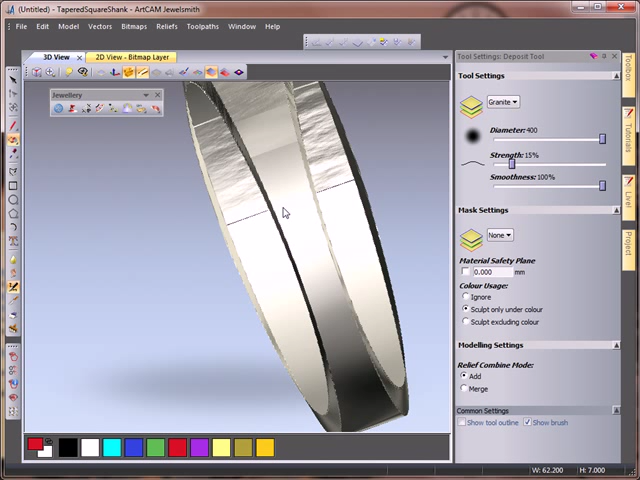 (Untitled) - TaperedSquareShank - ArtCAM Jewelsmith
File Edit Model Vectors Bitmaps Reliefs Toolpaths Window Help
3D View 2D View - Bitmap Layer
Jewellery
Tool Settings: Deposit Tool
Tool Settings
Granite
Diameter: 400
Strength: 15%
Smoothness: 100%
Mask Settings
None
Material Safety Plane
0.000 mm
Colour Usage:
Ignore
Sculpt only under colour
Sculpt excluding colour
Modelling Settings
Relief Combine Mode:
Add
Merge
Common Settings
Show tool outline Show brush
Toolbox
Tutorials
Live!
Project
W: 62.200 H: 7.000